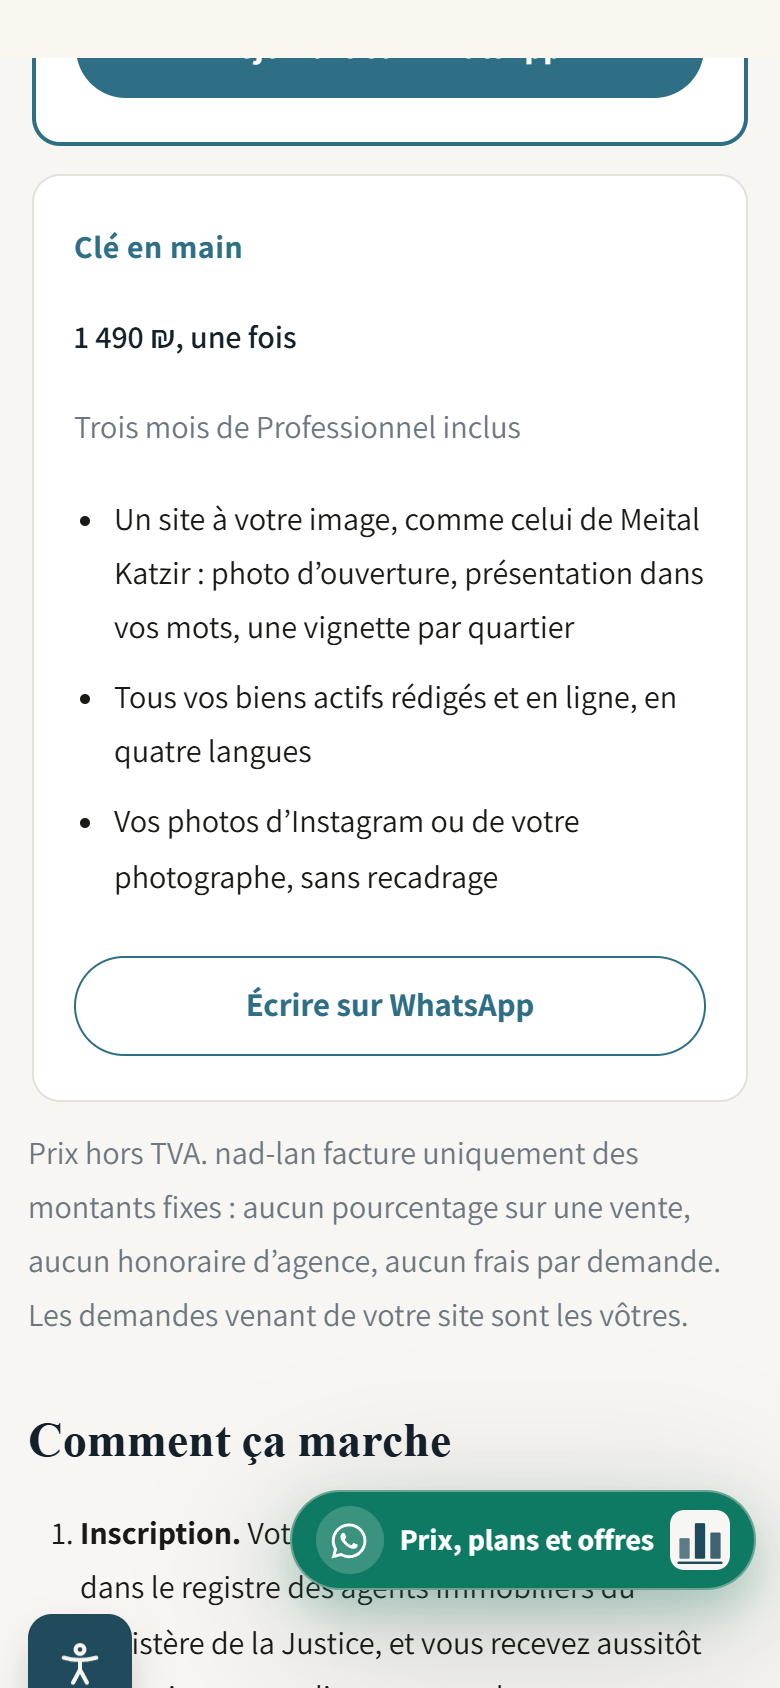 Clé en main
1 490 ₪, une fois
Trois mois de Professionnel inclus
• Un site à votre image, comme celui de Meital
Katzir : photo d’ouverture, présentation dans
vos mots, une vignette par quartier
• Tous vos biens actifs rédigés et en ligne, en
quatre langues
• Vos photos d’Instagram ou de votre
photographe, sans recadrage
Écrire sur WhatsApp
Prix hors TVA. nad-lan facture uniquement des
montants fixes : aucun pourcentage sur une vente,
aucun honoraire d’agence, aucun frais par demande.
Les demandes venant de votre site sont les vôtres.
Comment ça marche
1. Inscription.
Prix, plans et offres
dans le registre des agents immobiliers du
de la Justice, et vous recevez aussitôt